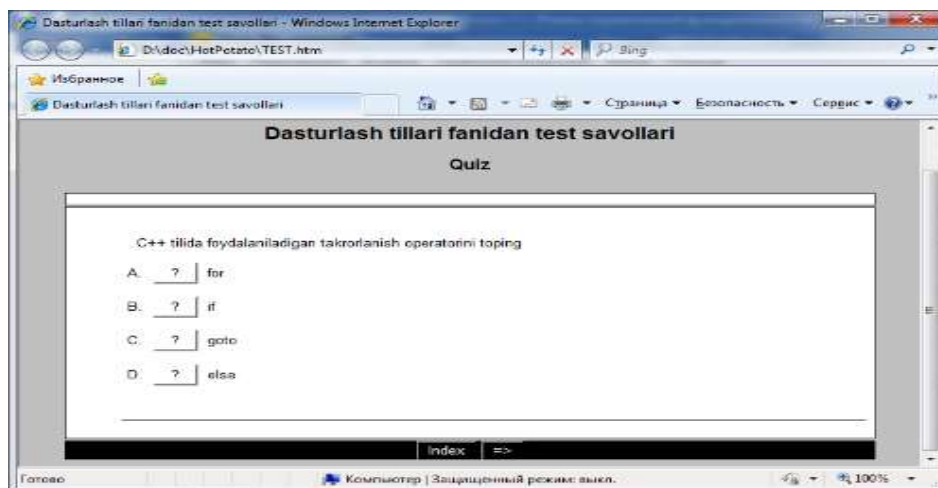 Dasturlash tillari fanidan test savollari - Windows Internet Explorer
D:\doc\HotPotato\TEST.htm
Bing
Избранное
Dasturlash tillari fanidan test savollari
Страница Безопасность Сервис
Dasturlash tillari fanidan test savollari
Quiz
C++ tilida foydalaniladigan takrorlanish operatorini toping
A. ? for
B. ? if
C. ? goto
D. ? else
Index =>
Готово Компьютер | Защищенный режим: выкл. 100%